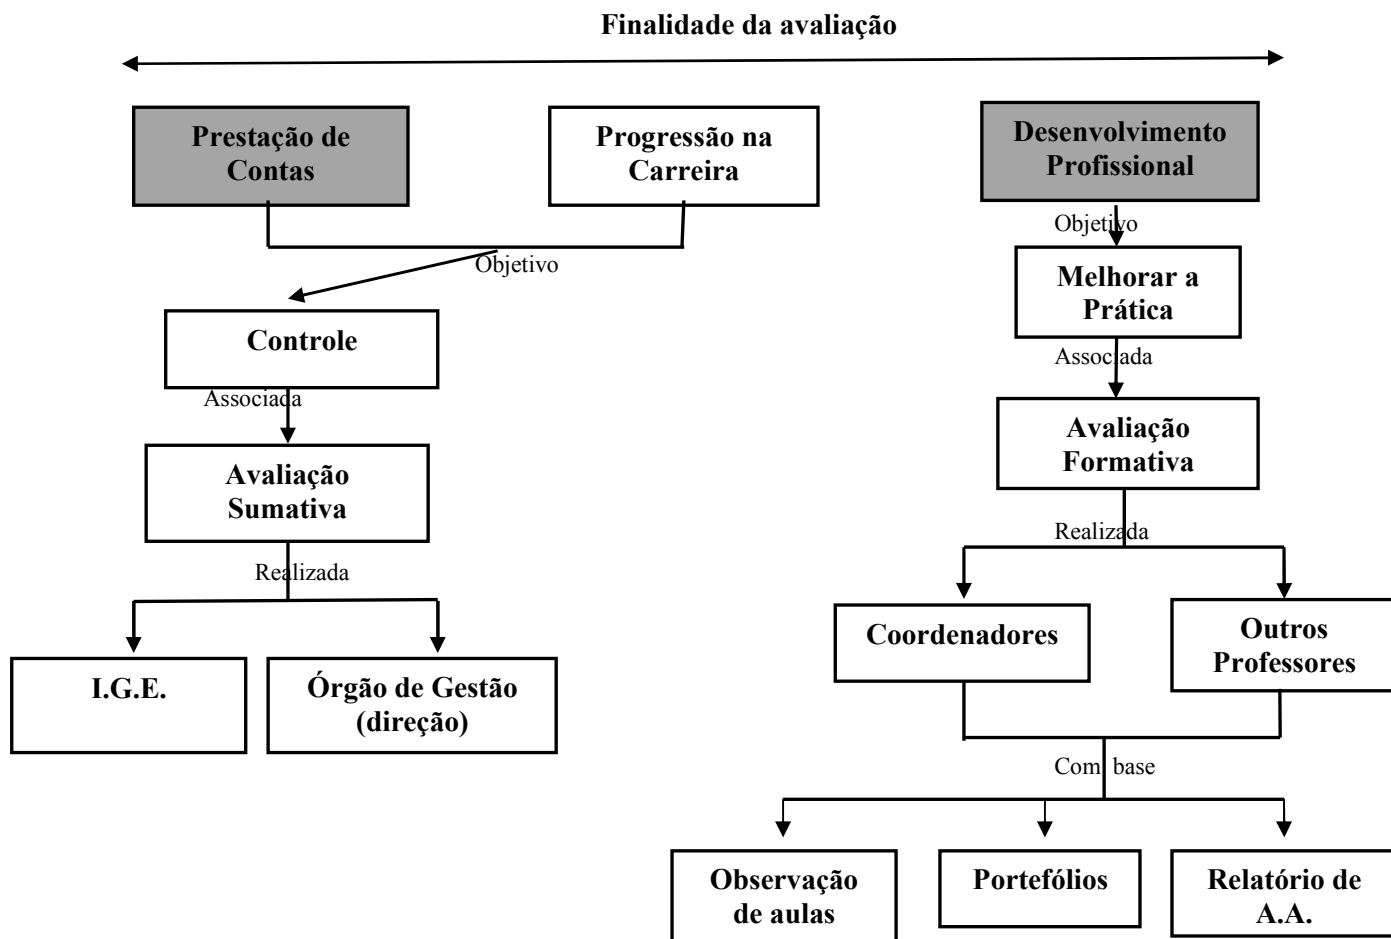 Finalidade da avaliação
Prestação de
Contas
Progressão na
Carreira
Desenvolvimento
Profissional
Objetivo
Objetivo
Melhorar a
Prática
Controle
Associada
Associada
Avaliação
Sumativa
Avaliação
Formativa
Realizada
Realizada
I.G.E.
Órgão de Gestão
(direção)
Coordenadores
Outros
Professores
Com base
Observação
de aulas
Portefólios
Relatório de
A.A.